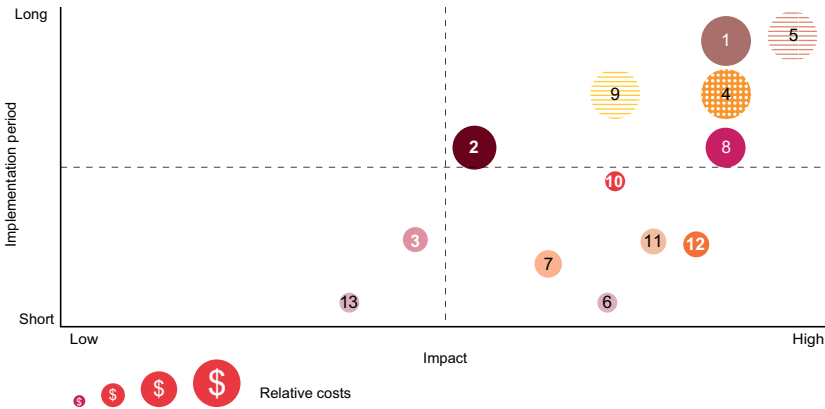 Long
1
5
9
4
2
8
10
3
11
12
7
13
6
Implementation period
Short
Low
High
Impact
$ $ $ $ Relative costs